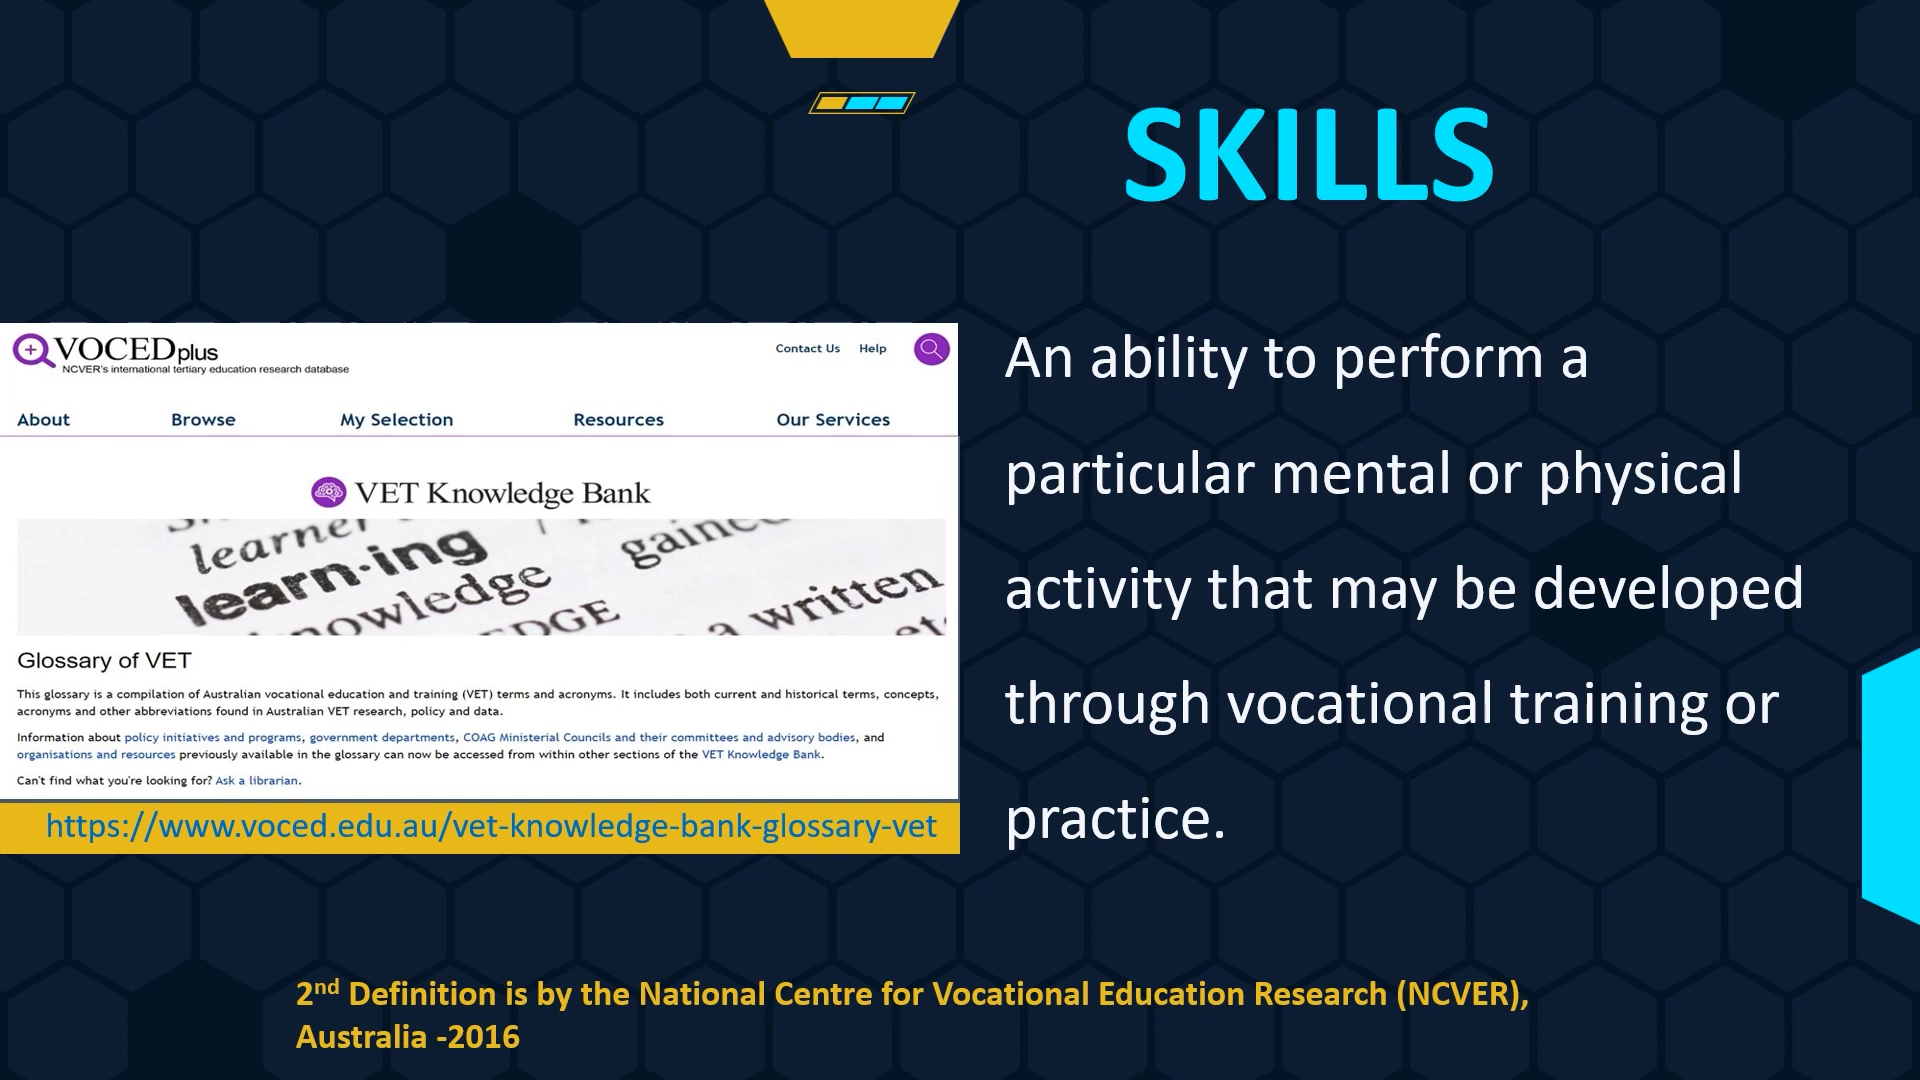 SKILLS
VOCEDplus
NCVER's international tertiary education research database
Contact Us Help
About Browse My Selection Resources Our Services
VET Knowledge Bank
learner
learn·ing
gained
knowledge
a written
EDGE
Glossary of VET
This glossary is a compilation of Australian vocational education and training (VET) terms and acronyms. It includes both current and historical terms, concepts,
acronyms and other abbreviations found in Australian VET research, policy and data.
Information about policy initiatives and programs, government departments, COAG Ministerial Councils and their committees and advisory bodies, and
organisations and resources previously available in the glossary can now be accessed from within other sections of the VET Knowledge Bank.
Can't find what you're looking for? Ask a librarian.
https://www.voced.edu.au/vet-knowledge-bank-glossary-vet
An ability to perform a
particular mental or physical
activity that may be developed
through vocational training or
practice.
2nd Definition is by the National Centre for Vocational Education Research (NCVER),
Australia -2016